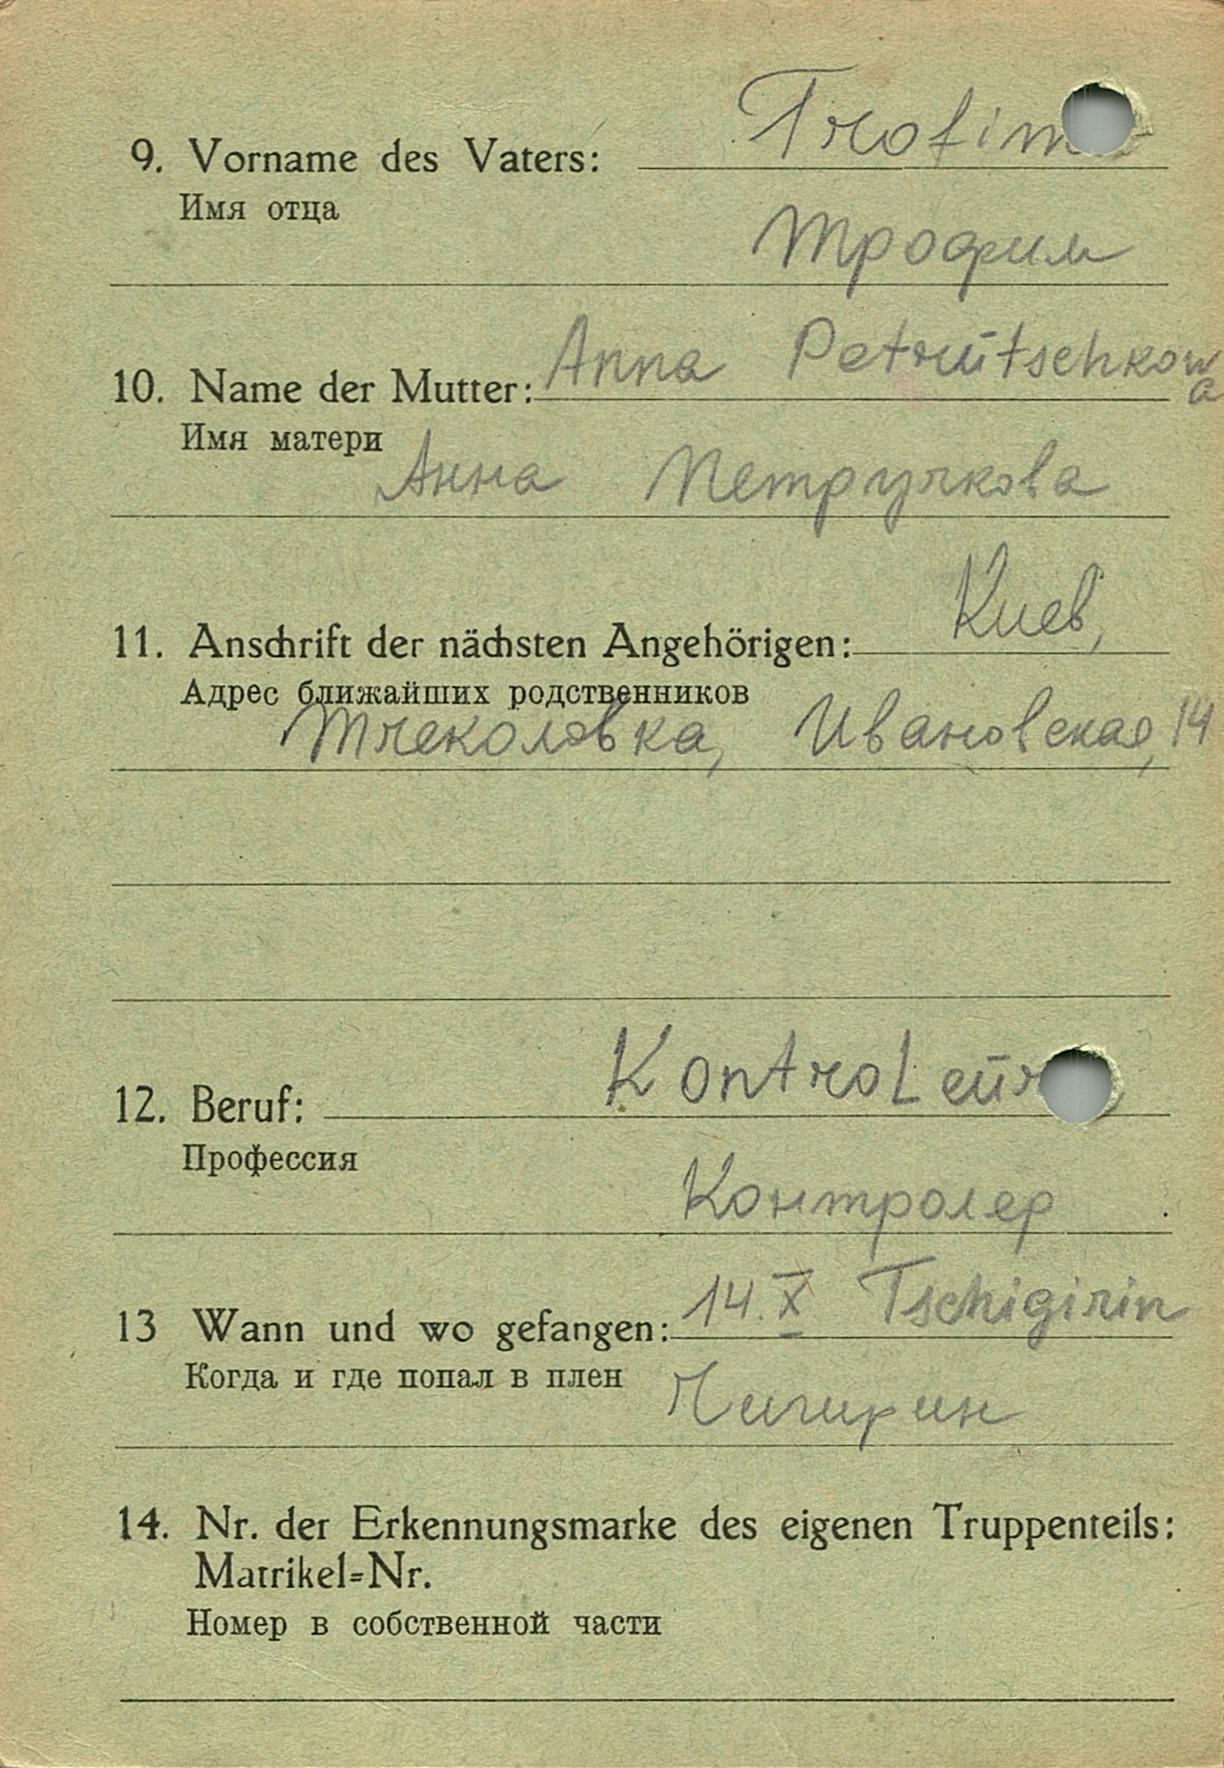 9. Vorname des Vaters: Trofim
Имя отца
Трофим
10. Name der Mutter: Anna Petrutschkowa
Имя матери
Анна Петручкова
11. Anschrift der nächsten Angehörigen: Киев,
Адрес ближайших родственников
Ивановская, 14
12. Beruf: KontroLeur
Профессия
Контролер
13 Wann und wo gefangen: 14.X Tschigirin
Когда и где попал в плен
Чигирин
14. Nr. der Erkennungsmarke des eigenen Truppenteils:
Matrikel=Nr.
Номер в собственной части